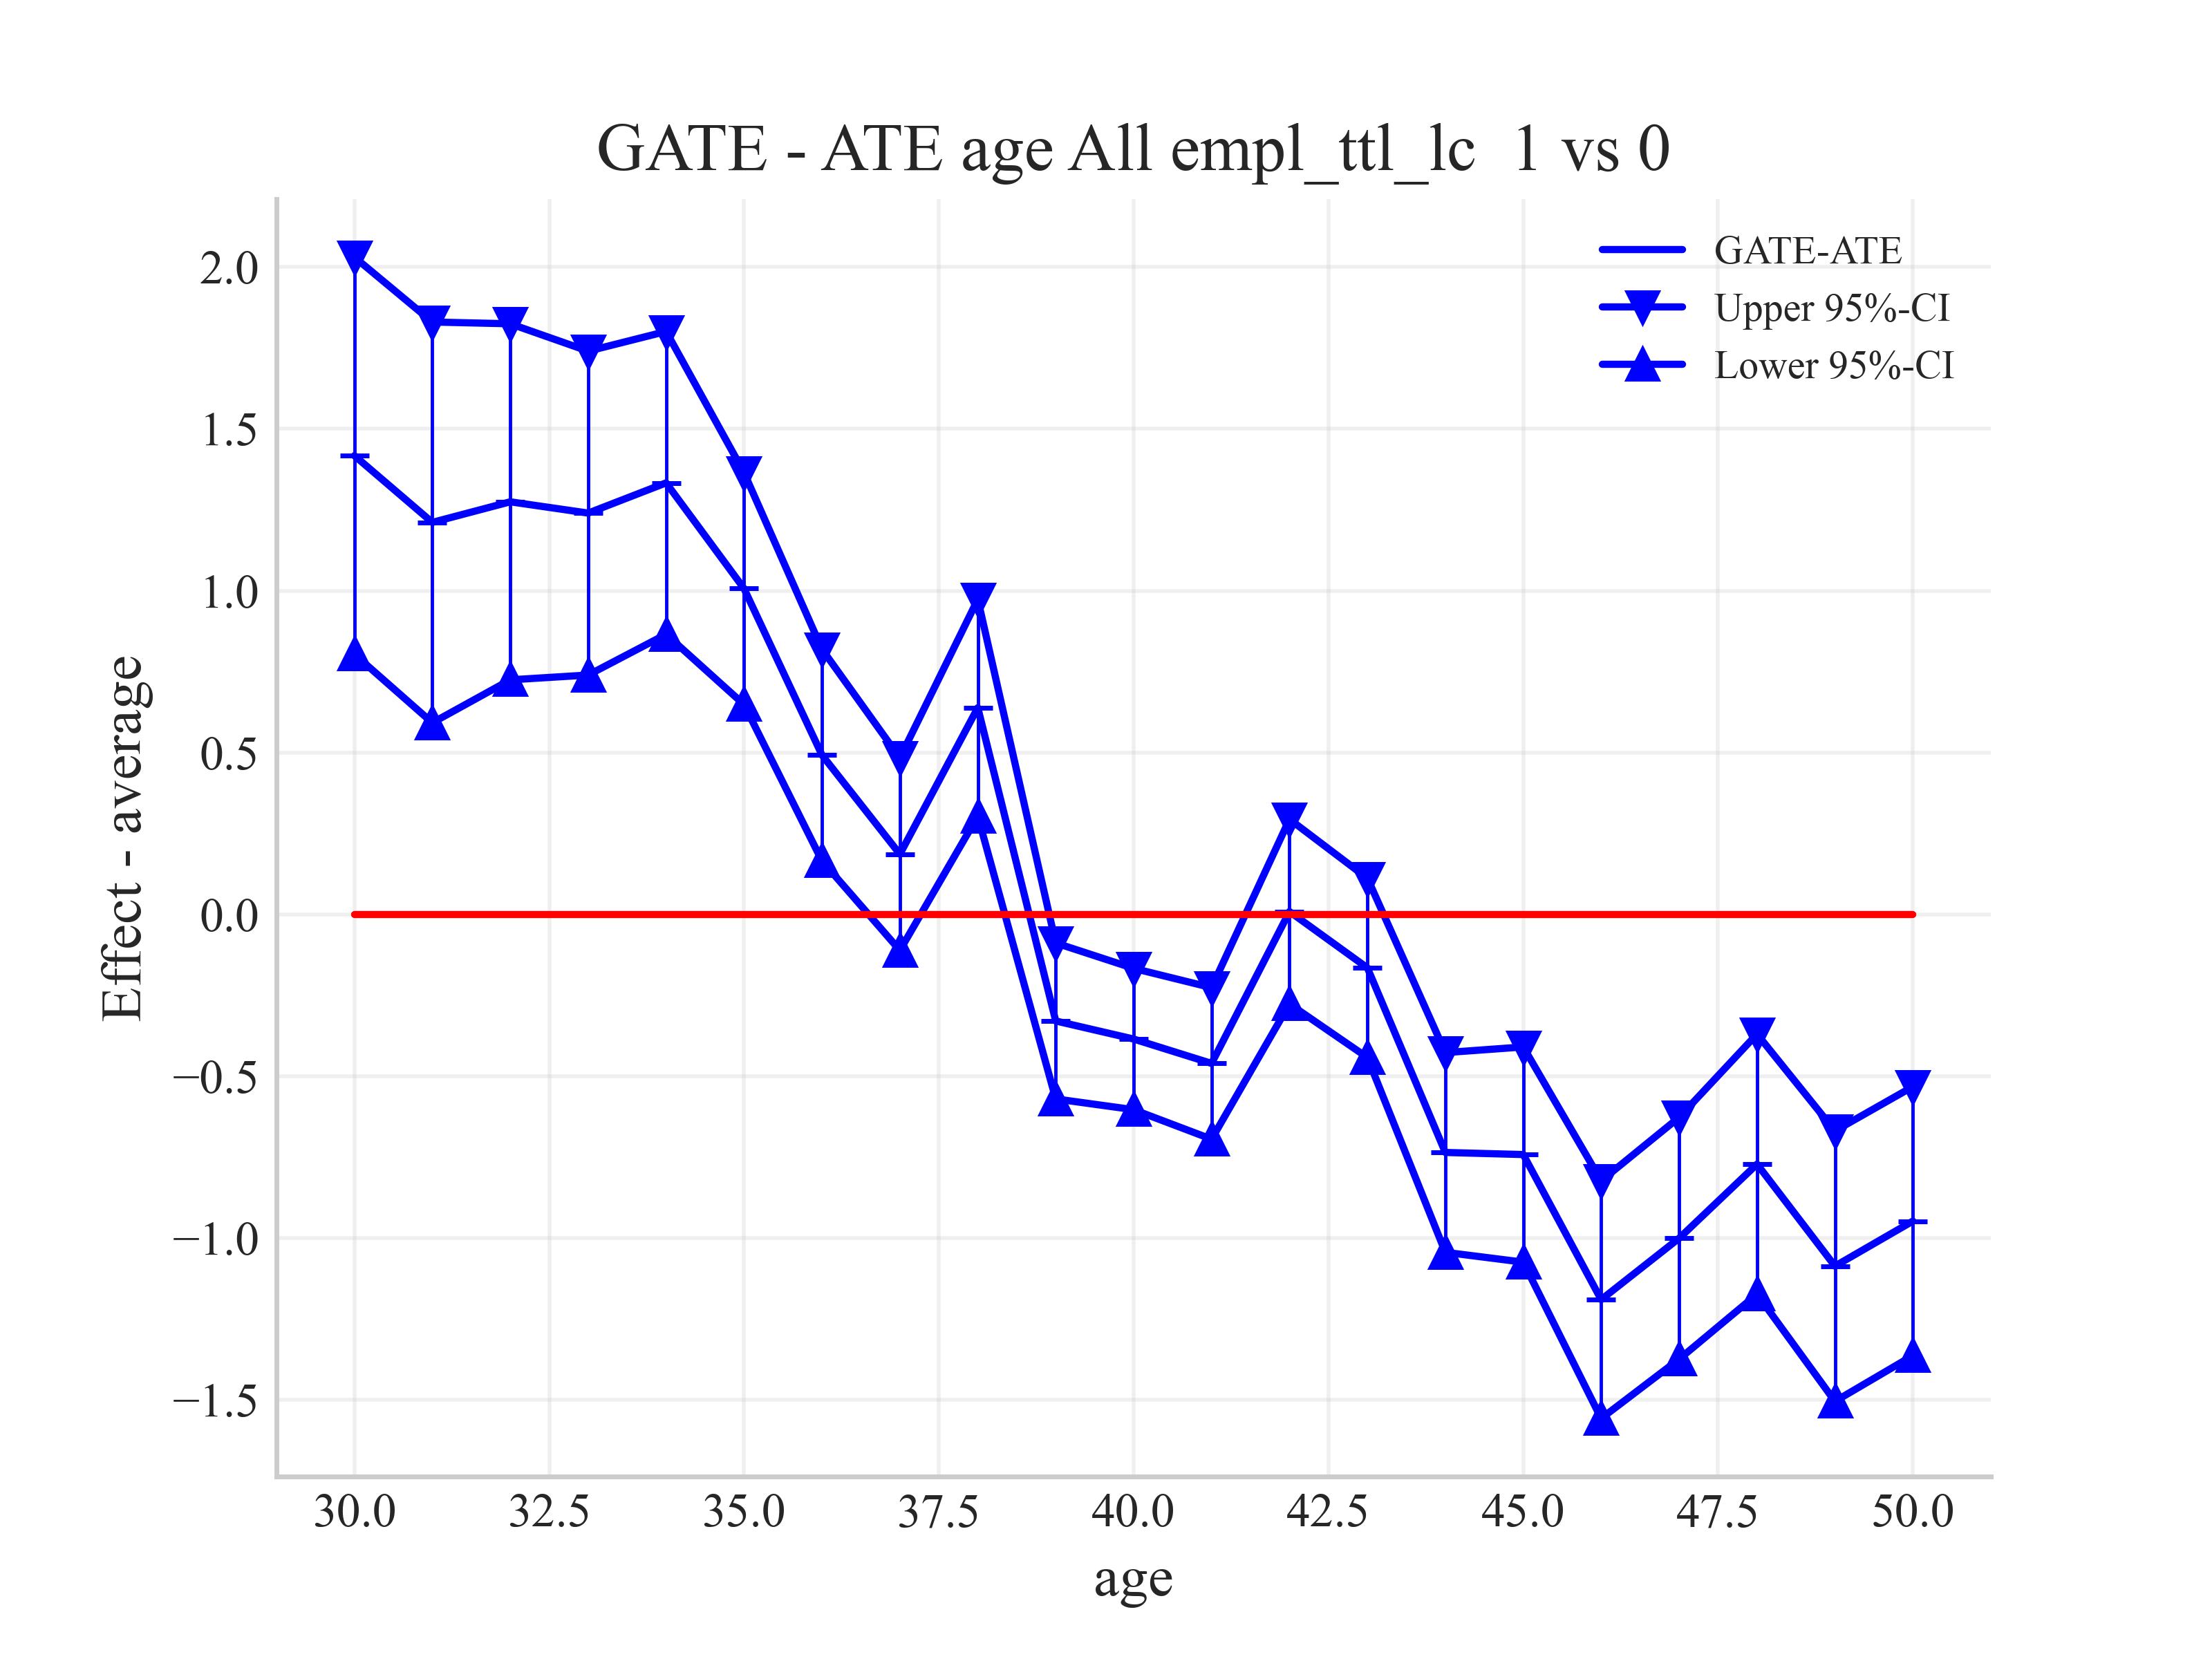 GATE - ATE age All empl_ttl_lc  1 vs 0
GATE-ATE
Upper 95%-CI
Lower 95%-CI
Effect - average
2.0
1.5
1.0
0.5
0.0
−0.5
−1.0
−1.5
30.0 32.5 35.0 37.5 40.0 42.5 45.0 47.5 50.0
age